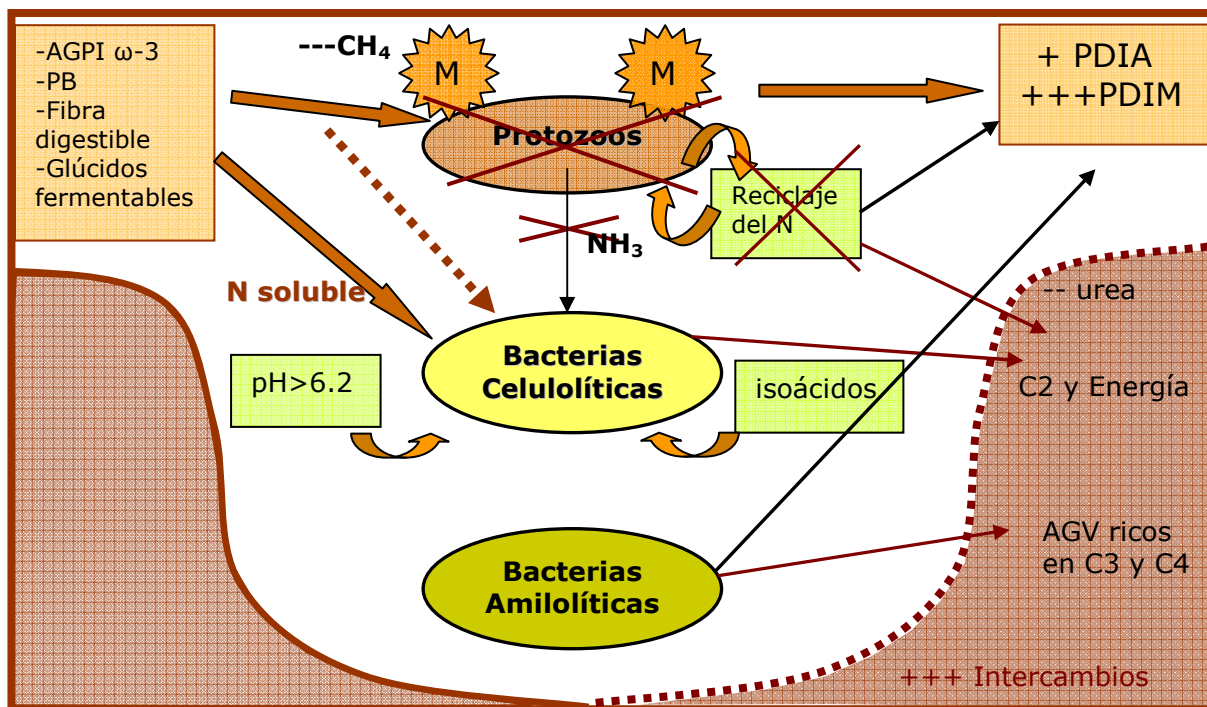 -AGPI ω-3
-PB
-Fibra
digestible
-Glúcidos
fermentables
---CH₄
M
M
Protozoos
+ PDIA
+++PDIM
Reciclaje
del N
NH₃
N soluble
-- urea
Bacterias
Celulolíticas
pH>6.2
isoácidos
C2 y Energía
Bacterias
Amilolíticas
AGV ricos
en C3 y C4
+++ Intercambios